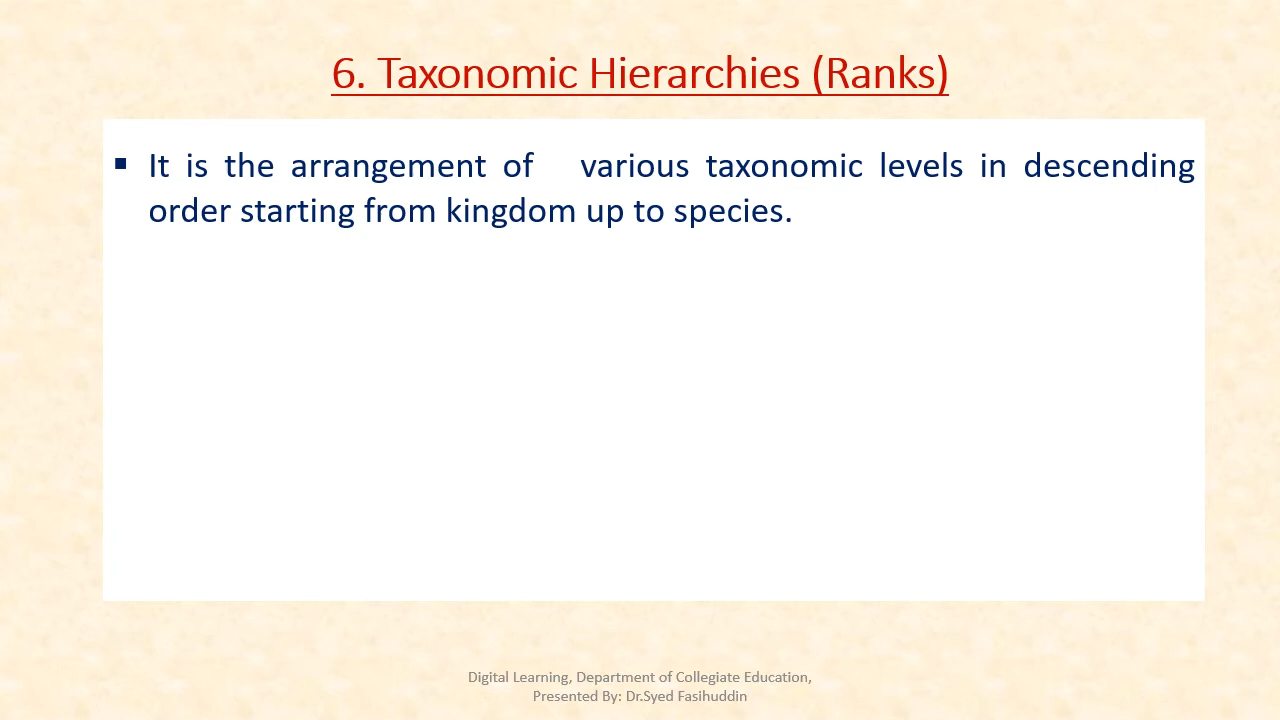 6. Taxonomic Hierarchies (Ranks)
▪ It is the arrangement of various taxonomic levels in descending
order starting from kingdom up to species.
Digital Learning, Department of Collegiate Education,
Presented By: Dr.Syed Fasihuddin